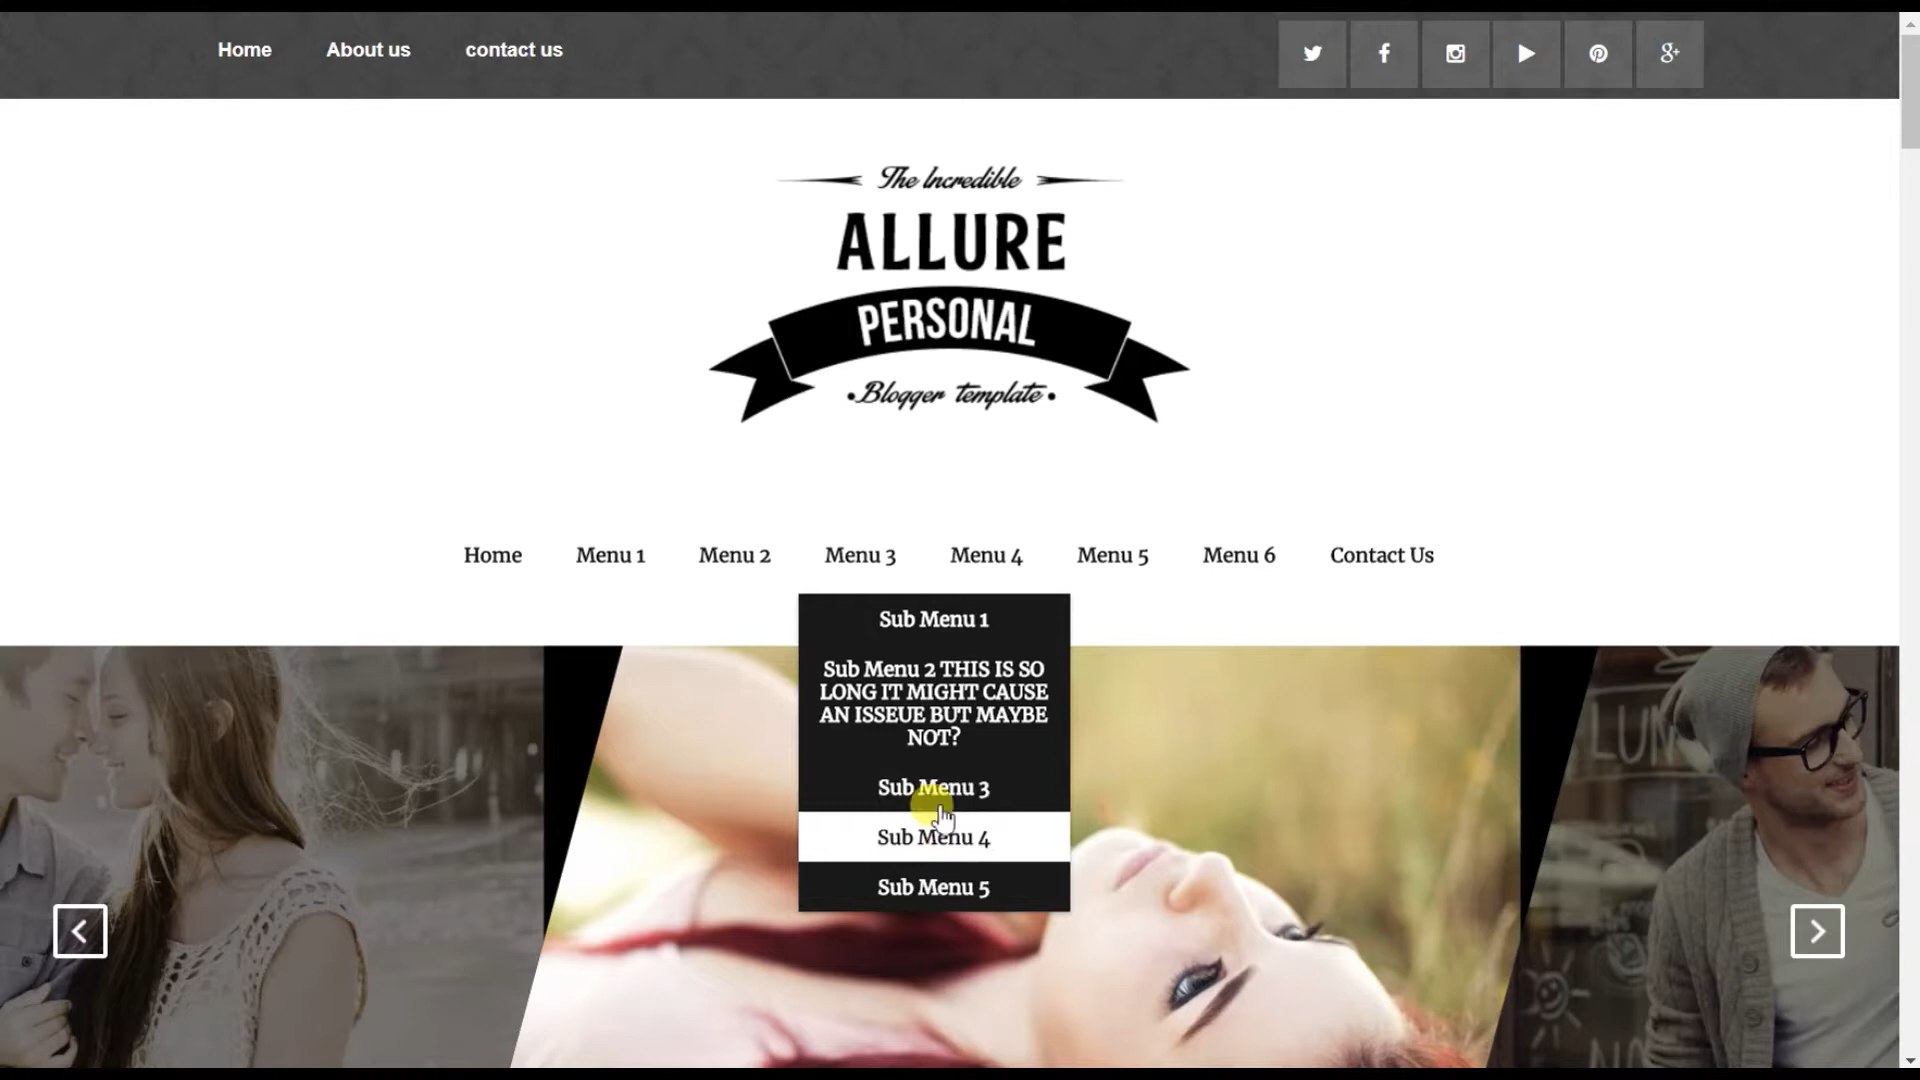 Home About us contact us
The Incredible
ALLURE
PERSONAL
•Blogger template•
Home Menu 1 Menu 2 Menu 3 Menu 4 Menu 5 Menu 6 Contact Us
Sub Menu 1
Sub Menu 2 THIS IS SO
LONG IT MIGHT CAUSE
AN ISSEUE BUT MAYBE
NOT?
Sub Menu 3
Sub Menu 4
Sub Menu 5